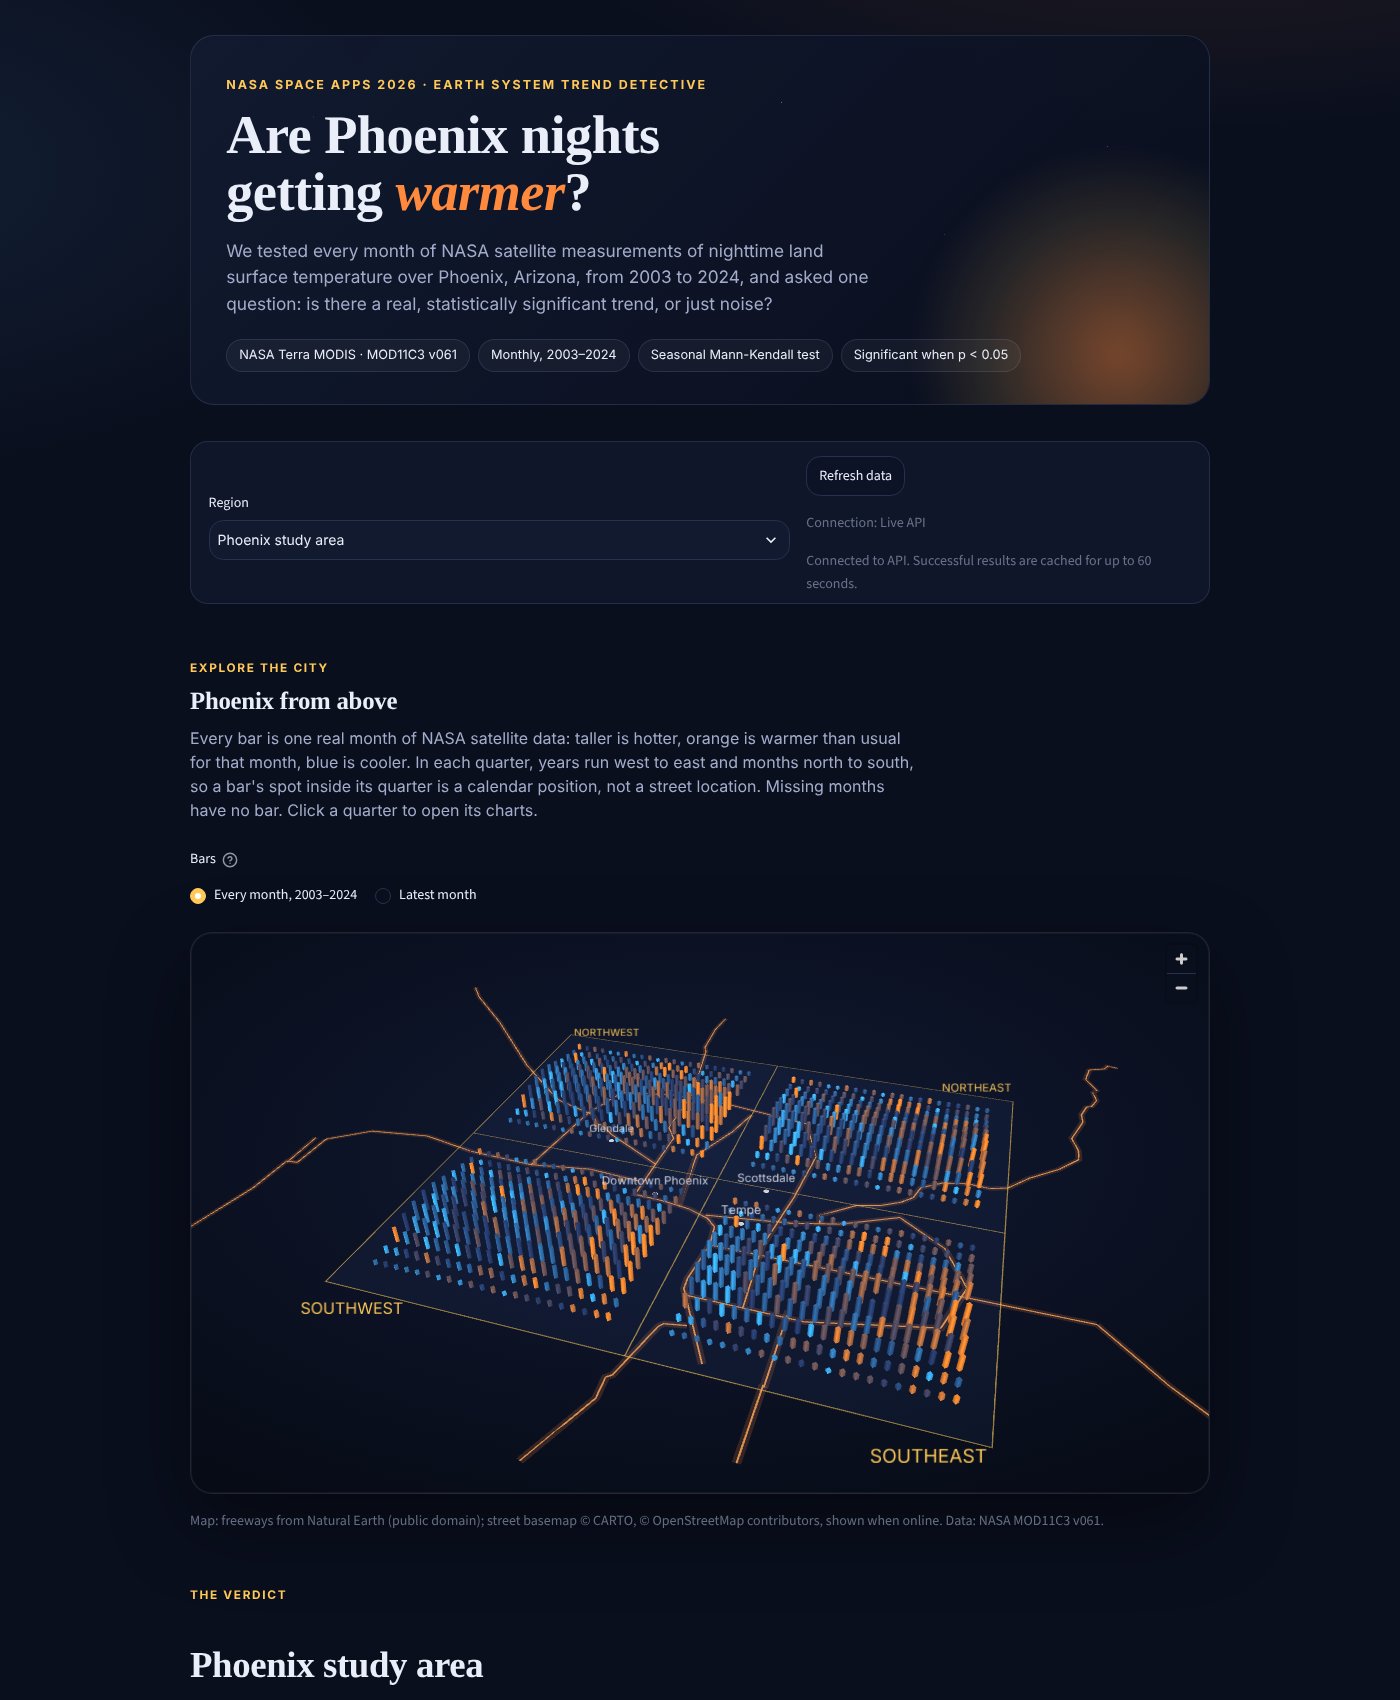 NASA SPACE APPS 2026 · EARTH SYSTEM TREND DETECTIVE
Are Phoenix nights
getting warmer?
We tested every month of NASA satellite measurements of nighttime land
surface temperature over Phoenix, Arizona, from 2003 to 2024, and asked one
question: is there a real, statistically significant trend, or just noise?
NASA Terra MODIS · MOD11C3 v061
Monthly, 2003–2024
Seasonal Mann-Kendall test
Significant when p < 0.05
Region
Phoenix study area
Refresh data
Connection: Live API
Connected to API. Successful results are cached for up to 60
seconds.
EXPLORE THE CITY
Phoenix from above
Every bar is one real month of NASA satellite data: taller is hotter, orange is warmer than usual
for that month, blue is cooler. In each quarter, years run west to east and months north to south,
so a bar's spot inside its quarter is a calendar position, not a street location. Missing months
have no bar. Click a quarter to open its charts.
Bars
Every month, 2003–2024
Latest month
NORTHWEST
NORTHEAST
Glendale
Downtown Phoenix
Scottsdale
Tempe
SOUTHWEST
SOUTHEAST
Map: freeways from Natural Earth (public domain); street basemap © CARTO, © OpenStreetMap contributors, shown when online. Data: NASA MOD11C3 v061.
THE VERDICT
Phoenix study area